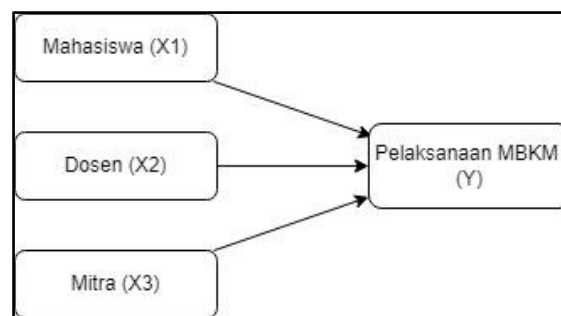 Mahasiswa (X1)
Dosen (X2)
Pelaksanaan MBKM
(Y)
Mitra (X3)